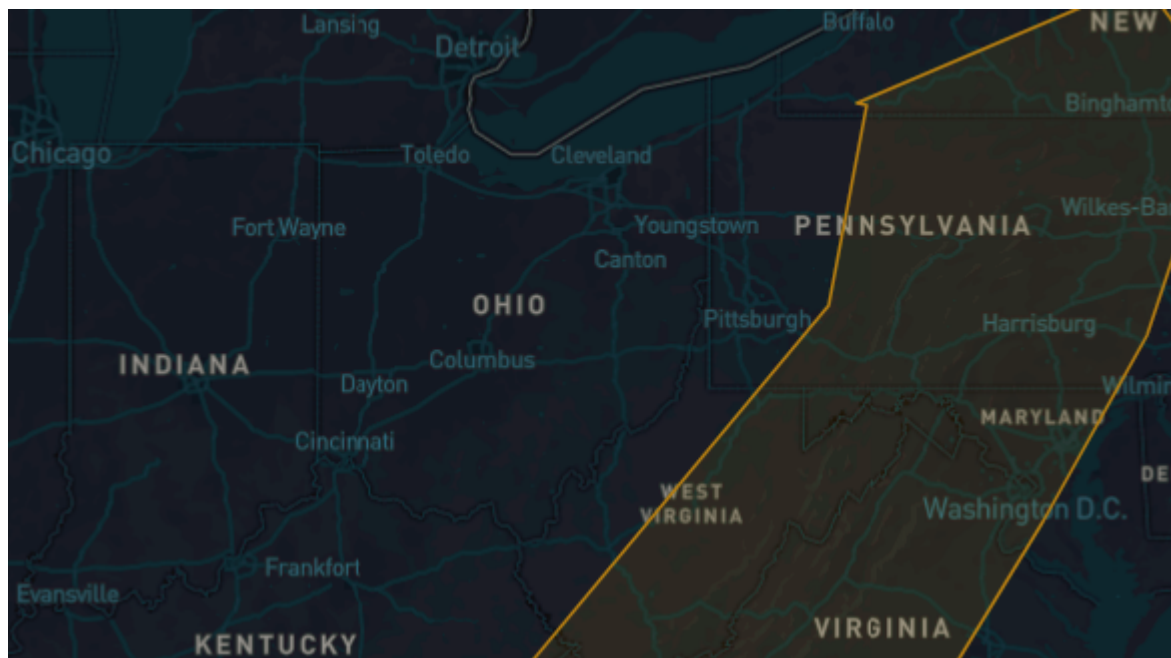 Lansing
Buffalo
NEW
Detroit
Binghamt
Chicago
Toledo
Cleveland
Wilkes-Bar
Fort Wayne
Youngstown
PENNSYLVANIA
Canton
OHIO
Pittsburgh
Harrisburg
INDIANA
Columbus
Dayton
Wilmin
MARYLAND
Cincinnati
DE
WEST
VIRGINIA
Washington D.C.
Frankfort
Evansville
VIRGINIA
KENTUCKY